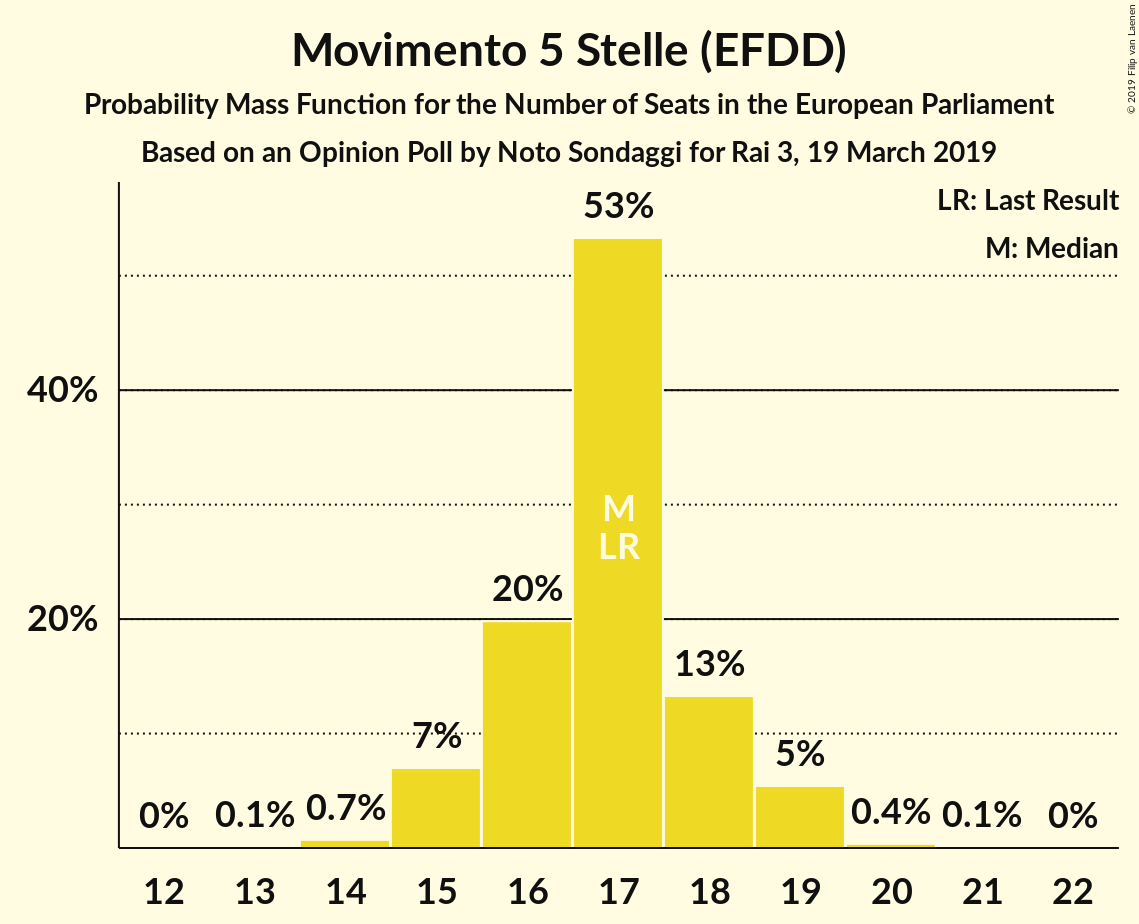 Movimento 5 Stelle (EFDD)
Probability Mass Function for the Number of Seats in the European Parliament
Based on an Opinion Poll by Noto Sondaggi for Rai 3, 19 March 2019
© 2019 Filip van Laenen
LR: Last Result
M: Median
53%
40%
M
LR
20%
20%
13%
7%
5%
0%
0.1%
0.7%
0.4%
0.1%
0%
12 13 14 15 16 17 18 19 20 21 22